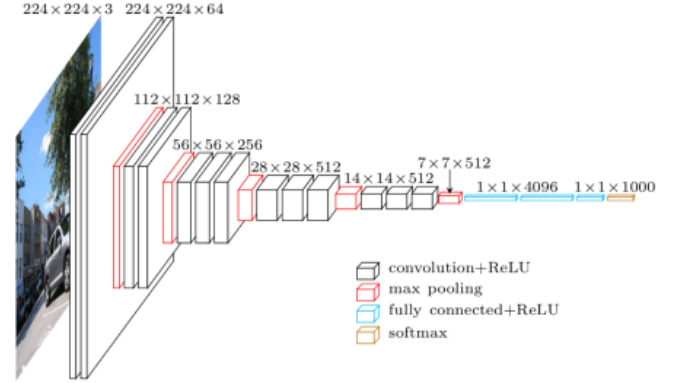 224×224×3 224×224×64
112×112×128
56×56×256
28×28×512
14×14×512
7×7×512
1×1×4096 1×1×1000
convolution+ReLU
max pooling
fully connected+ReLU
softmax